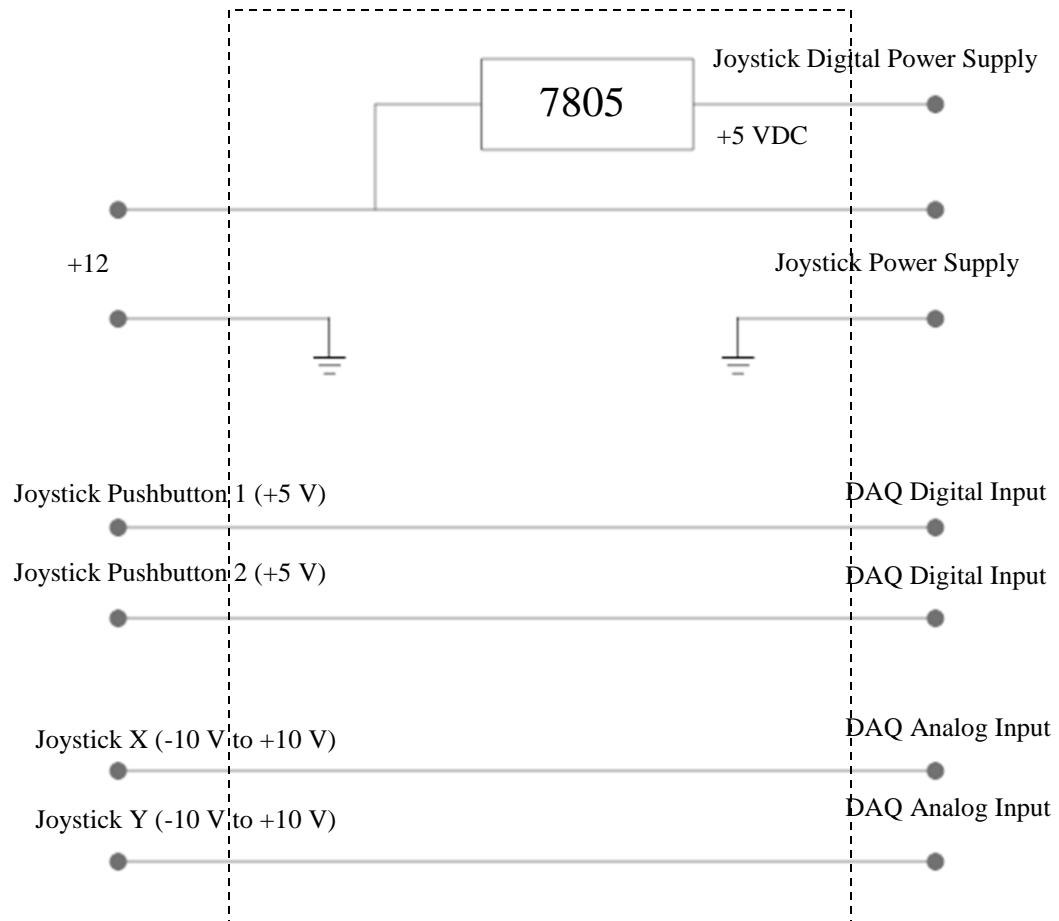 Joystick Digital Power Supply
7805
+5 VDC
+12
Joystick Power Supply
Joystick Pushbutton 1 (+5 V)
DAQ Digital Input
Joystick Pushbutton 2 (+5 V)
DAQ Digital Input
Joystick X (-10 V to +10 V)
DAQ Analog Input
Joystick Y (-10 V to +10 V)
DAQ Analog Input